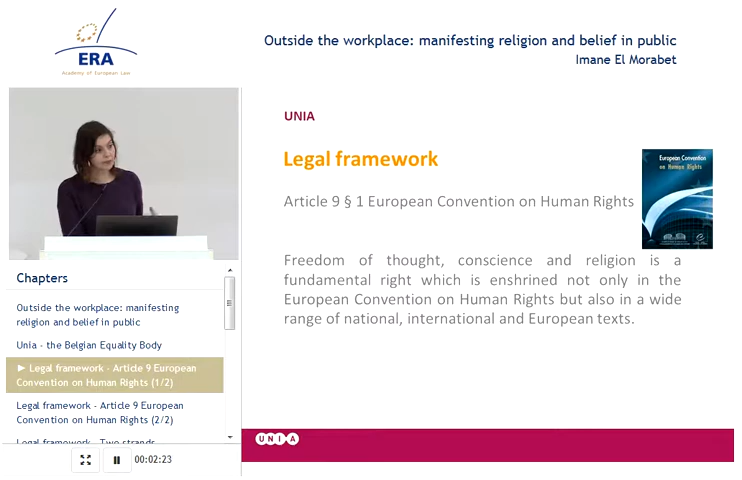 ERA
Academy of European Law
Outside the workplace: manifesting religion and belief in public
Imane El Morabet
UNIA
Legal framework
Article 9 § 1 European Convention on Human Rights
European Convention
on Human Rights
Freedom of thought, conscience and religion is a
fundamental right which is enshrined not only in the
European Convention on Human Rights but also in a wide
range of national, international and European texts.
Chapters
Outside the workplace: manifesting
religion and belief in public
Unia - the Belgian Equality Body
► Legal framework - Article 9 European
Convention on Human Rights (1/2)
Legal framework - Article 9 European
Convention on Human Rights (2/2)
Legal framework - Two strands
UNIA
00:02:23